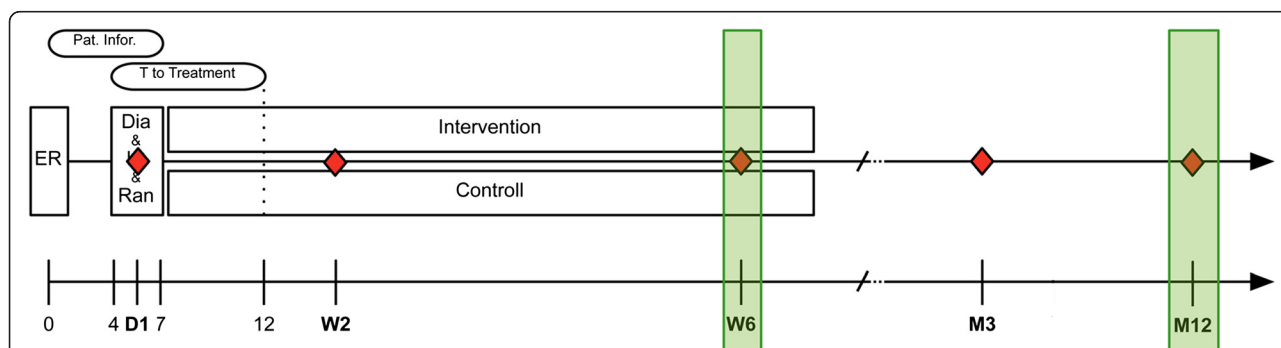 Pat. Infor.
T to Treatment
ER
Dia
&
&
Ran
Intervention
Controll
0
4
D1
7
12
W2
W6
M3
M12